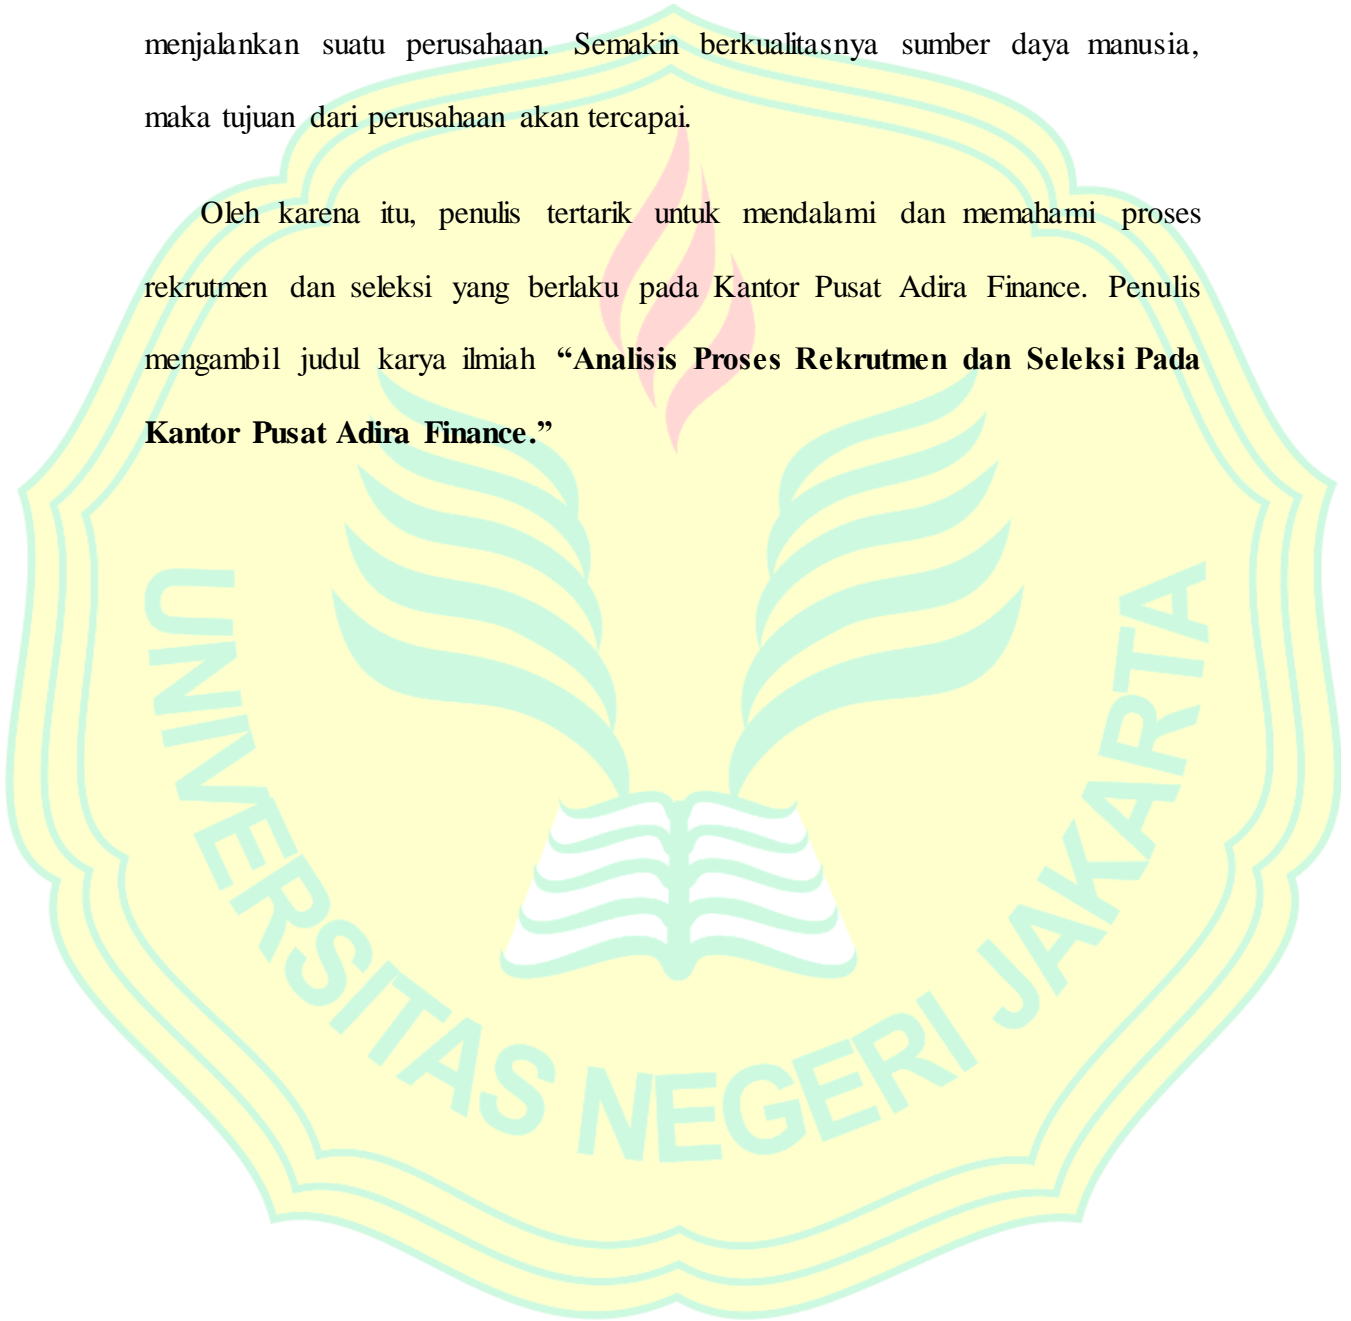 menjalankan suatu perusahaan. Semakin berkualitasnya sumber daya manusia,
maka tujuan dari perusahaan akan tercapai.
Oleh karena itu, penulis tertarik untuk mendalami dan memahami proses
rekrutmen dan seleksi yang berlaku pada Kantor Pusat Adira Finance. Penulis
mengambil judul karya ilmiah “Analisis Proses Rekrutmen dan Seleksi Pada
Kantor Pusat Adira Finance.”
UNIVERSITAS NEGERI JAKARTA